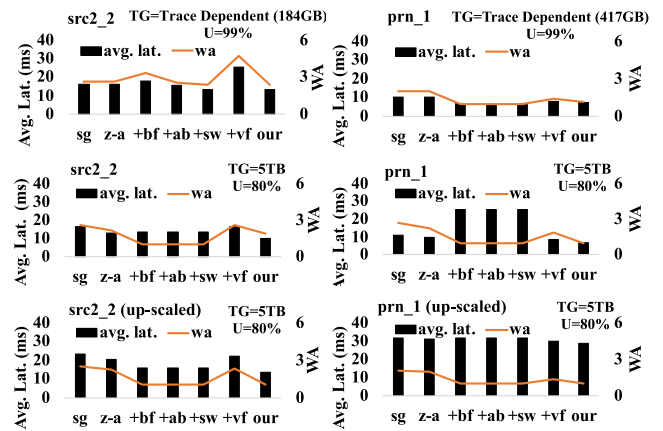 src2_2 TG=Trace Dependent (184GB)
U=99%
avg. lat. wa
Avg. Lat. (ms)
40
30
20
10
0
6
3
0
WA
sg z-a +bf +ab +sw +vf our
prn_1 TG=Trace Dependent (417GB)
U=99%
avg. lat. wa
Avg. Lat. (ms)
40
30
20
10
0
6
3
0
WA
sg z-a +bf +ab +sw +vf our
src2_2 TG=5TB
U=80%
avg. lat. wa
Avg. Lat. (ms)
40
30
20
10
0
6
3
0
WA
sg z-a +bf +ab +sw +vf our
prn_1 TG=5TB
U=80%
avg. lat. wa
Avg. Lat. (ms)
40
30
20
10
0
6
3
0
WA
sg z-a +bf +ab +sw +vf our
src2_2 (up-scaled) TG=5TB
U=80%
avg. lat. wa
Avg. Lat. (ms)
40
30
20
10
0
6
3
0
WA
sg z-a +bf +ab +sw +vf our
prn_1 (up-scaled) TG=5TB
U=80%
avg. lat. wa
Avg. Lat. (ms)
40
30
20
10
0
6
3
0
WA
sg z-a +bf +ab +sw +vf our